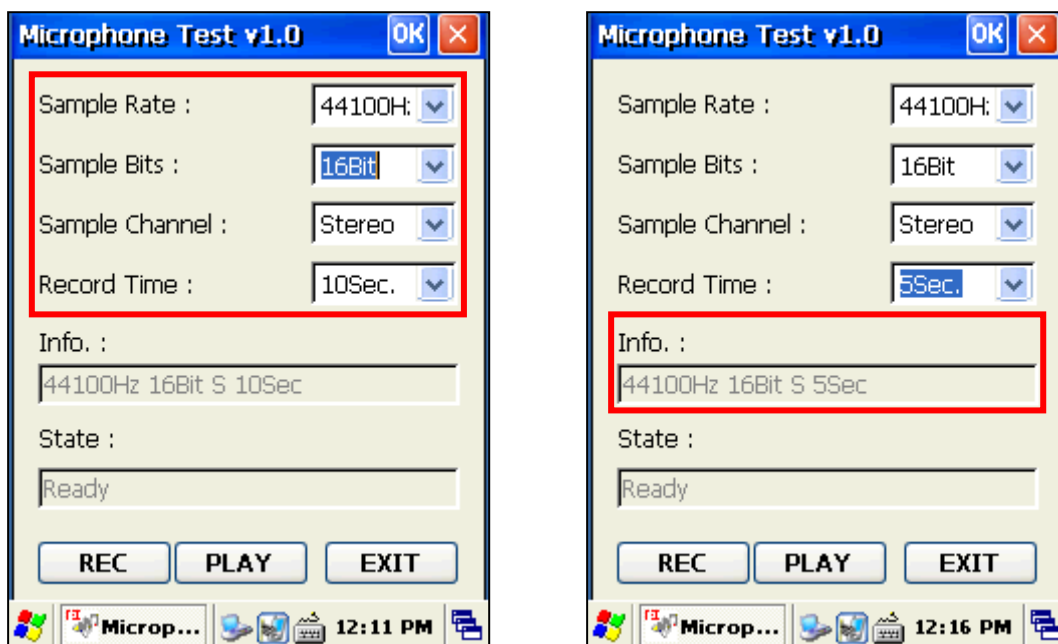 Microphone Test v1.0 OK
Sample Rate : 44100H
Sample Bits : 16Bit
Sample Channel : Stereo
Record Time : 10Sec.
Info. :
44100Hz 16Bit S 10Sec
State :
Ready
REC PLAY EXIT
Microp... 12:11 PM
Microphone Test v1.0 OK
Sample Rate : 44100H
Sample Bits : 16Bit
Sample Channel : Stereo
Record Time : 5Sec.
Info. :
44100Hz 16Bit S 5Sec
State :
Ready
REC PLAY EXIT
Microp... 12:16 PM